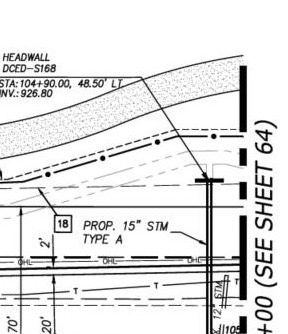 HEADWALL
DCED-S168
STA:104+90.00, 48.50' LT
INV.: 926.80
18
PROP. 15" STM
TYPE A
2'
OHL
OHL
OHL
T
T
T
12" STM
70'
20'
105
+00 (SEE SHEET 64)